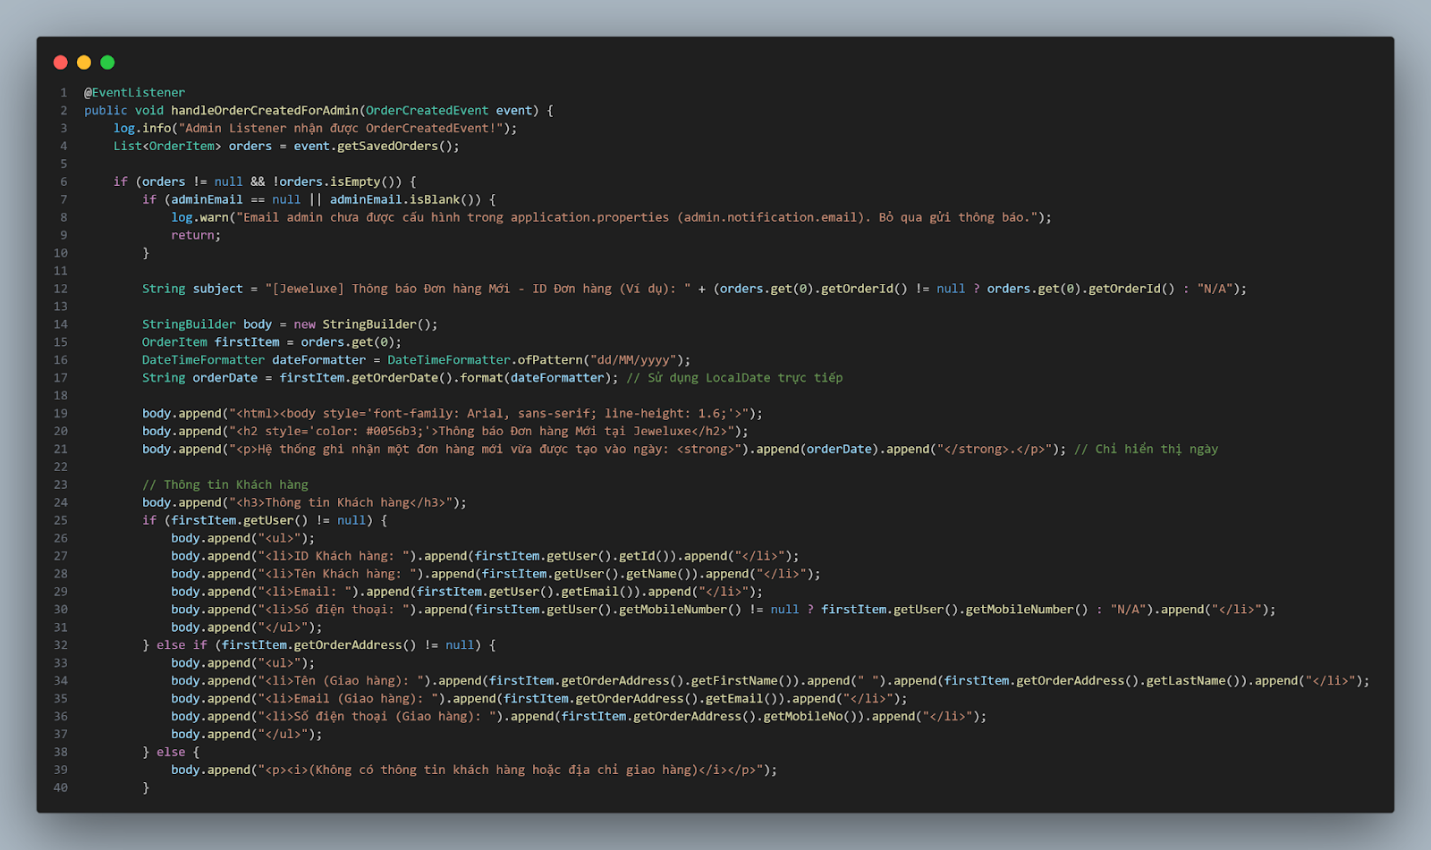 1 @EventListener
2 public void handleOrderCreatedForAdmin(OrderCreatedEvent event) {
3     log.info("Admin Listener nhận được OrderCreatedEvent!");
4     List<OrderItem> orders = event.getSavedOrders();
5
6     if (orders != null && !orders.isEmpty()) {
7         if (adminEmail == null || adminEmail.isBlank()) {
8             log.warn("Email admin chưa được cấu hình trong application.properties (admin.notification.email). Bỏ qua gửi thông báo.");
9             return;
10         }
11
12         String subject = "[Jeweluxe] Thông báo Đơn hàng Mới - ID Đơn hàng (Ví dụ): " + (orders.get(0).getOrderId() != null ? orders.get(0).getOrderId() : "N/A");
13
14         StringBuilder body = new StringBuilder();
15         OrderItem firstItem = orders.get(0);
16         DateTimeFormatter dateFormatter = DateTimeFormatter.ofPattern("dd/MM/yyyy");
17         String orderDate = firstItem.getOrderDate().format(dateFormatter); // Sử dụng LocalDate trực tiếp
18
19         body.append("<html><body style='font-family: Arial, sans-serif; line-height: 1.6;'>");
20         body.append("<h2 style='color: #0056b3;'>Thông báo Đơn hàng Mới tại Jeweluxe</h2>");
21         body.append("<p>Hệ thống ghi nhận một đơn hàng mới vừa được tạo vào ngày: <strong>").append(orderDate).append("</strong>.</p>"); // Chỉ hiển thị ngày
22
23         // Thông tin Khách hàng
24         body.append("<h3>Thông tin Khách hàng</h3>");
25         if (firstItem.getUser() != null) {
26             body.append("<ul>");
27             body.append("<li>ID Khách hàng: ").append(firstItem.getUser().getId()).append("</li>");
28             body.append("<li>Tên Khách hàng: ").append(firstItem.getUser().getName()).append("</li>");
29             body.append("<li>Email: ").append(firstItem.getUser().getEmail()).append("</li>");
30             body.append("<li>Số điện thoại: ").append(firstItem.getUser().getMobileNumber() != null ? firstItem.getUser().getMobileNumber() : "N/A").append("</li>");
31             body.append("</ul>");
32         } else if (firstItem.getOrderAddress() != null) {
33             body.append("<ul>");
34             body.append("<li>Tên (Giao hàng): ").append(firstItem.getOrderAddress().getFirstName()).append(" ").append(firstItem.getOrderAddress().getLastName()).append("</li>");
35             body.append("<li>Email (Giao hàng): ").append(firstItem.getOrderAddress().getEmail()).append("</li>");
36             body.append("<li>Số điện thoại (Giao hàng): ").append(firstItem.getOrderAddress().getMobileNo()).append("</li>");
37             body.append("</ul>");
38         } else {
39             body.append("<p><i>(Không có thông tin khách hàng hoặc địa chỉ giao hàng)</i></p>");
40         }